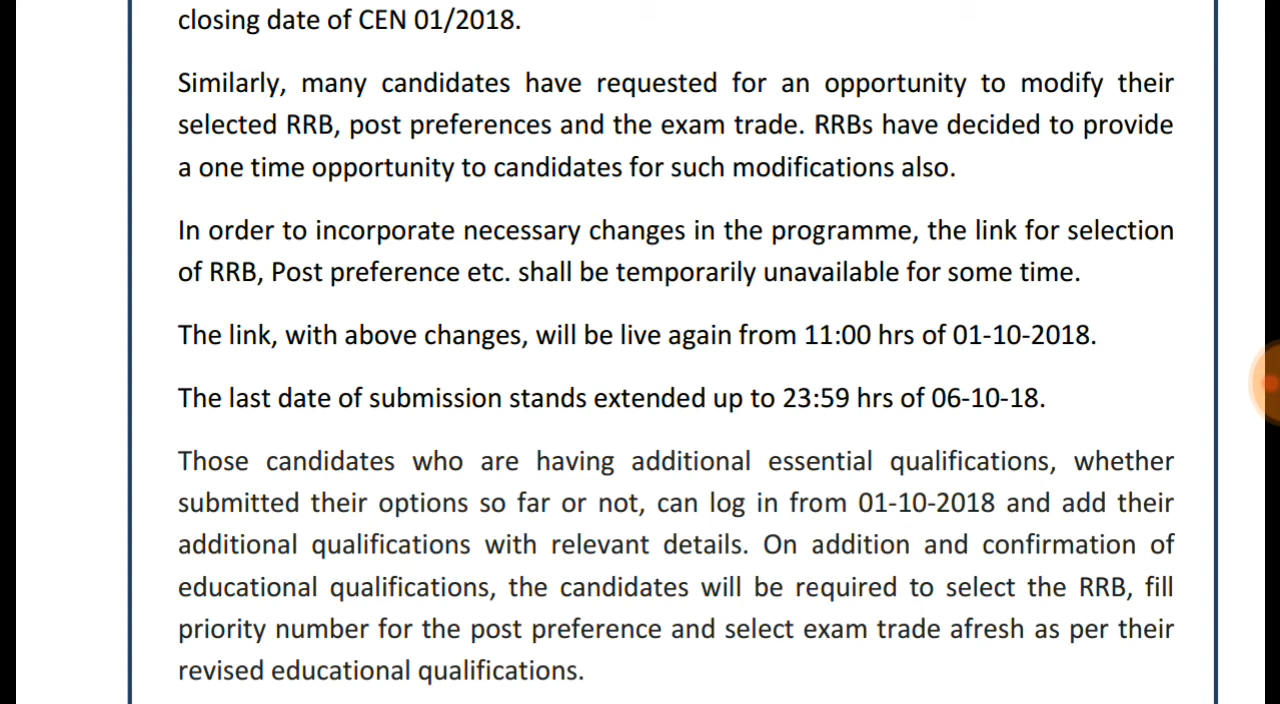 closing date of CEN 01/2018.
Similarly, many candidates have requested for an opportunity to modify their
selected RRB, post preferences and the exam trade. RRBs have decided to provide
a one time opportunity to candidates for such modifications also.
In order to incorporate necessary changes in the programme, the link for selection
of RRB, Post preference etc. shall be temporarily unavailable for some time.
The link, with above changes, will be live again from 11:00 hrs of 01-10-2018.
The last date of submission stands extended up to 23:59 hrs of 06-10-18.
Those candidates who are having additional essential qualifications, whether
submitted their options so far or not, can log in from 01-10-2018 and add their
additional qualifications with relevant details. On addition and confirmation of
educational qualifications, the candidates will be required to select the RRB, fill
priority number for the post preference and select exam trade afresh as per their
revised educational qualifications.